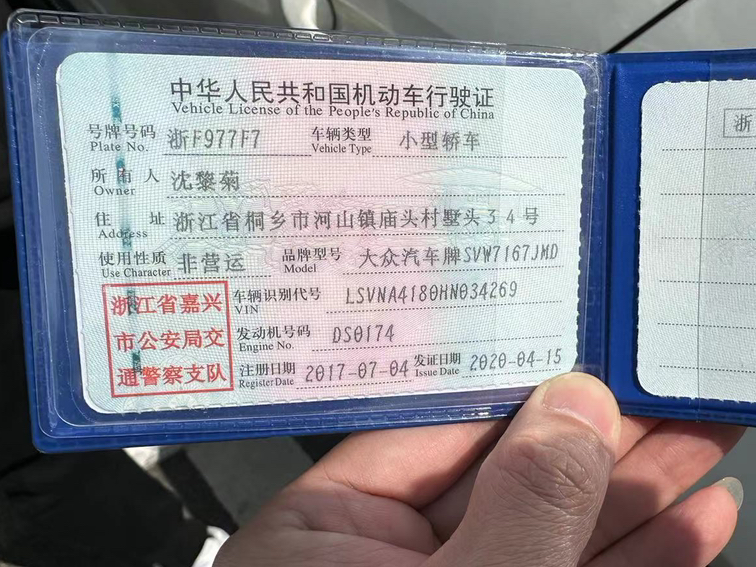 中华人民共和国机动车行驶证
Vehicle License of the People's Republic of China
号牌号码 浙F977F7 车辆类型 小型轿车
Plate No. Vehicle Type
所有人 沈黎菊
Owner
住址 浙江省桐乡市河山镇庙头村墅头34号
Address
使用性质 非营运 品牌型号 大众汽车牌SVW7167JMD
Use Character Model
浙江省嘉兴
市公安局交
通警察支队
车辆识别代号 LSVNA4180HN034269
VIN
发动机号码 DS0174
Engine No.
注册日期 2017-07-04 发证日期 2020-04-15
Register Date Issue Date
浙